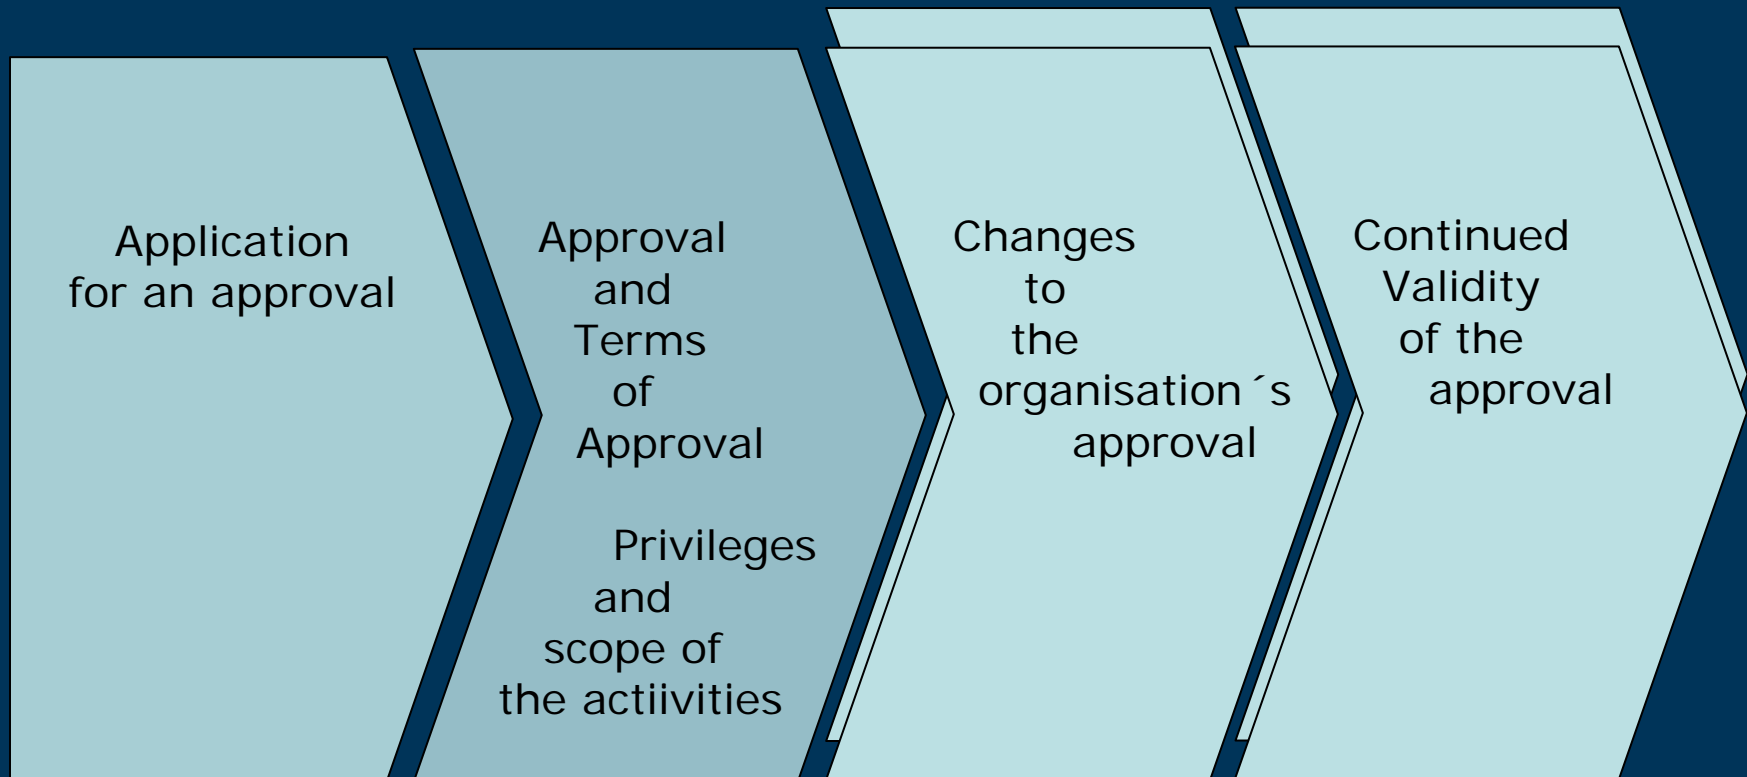 Application
for an approval
Approval
and
Terms
of
Approval
Privileges
and
scope of
the actiivities
Changes
to
the
organisation´s
approval
Continued
Validity
of the
approval